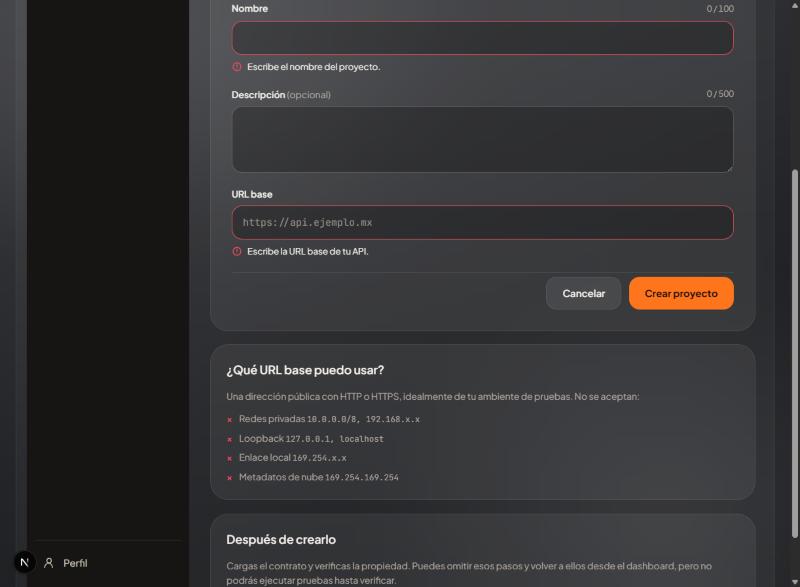 Nombre 0 / 100
Escribe el nombre del proyecto.
Descripción (opcional) 0 / 500
URL base
https://api.ejemplo.mx
Escribe la URL base de tu API.
Cancelar Crear proyecto
¿Qué URL base puedo usar?
Una dirección pública con HTTP o HTTPS, idealmente de tu ambiente de pruebas. No se aceptan:
× Redes privadas 10.0.0.0/8, 192.168.x.x
× Loopback 127.0.0.1, localhost
× Enlace local 169.254.x.x
× Metadatos de nube 169.254.169.254
Después de crearlo
Cargas el contrato y verificas la propiedad. Puedes omitir esos pasos y volver a ellos desde el dashboard, pero no
podrás ejecutar pruebas hasta verificar.
N Perfil